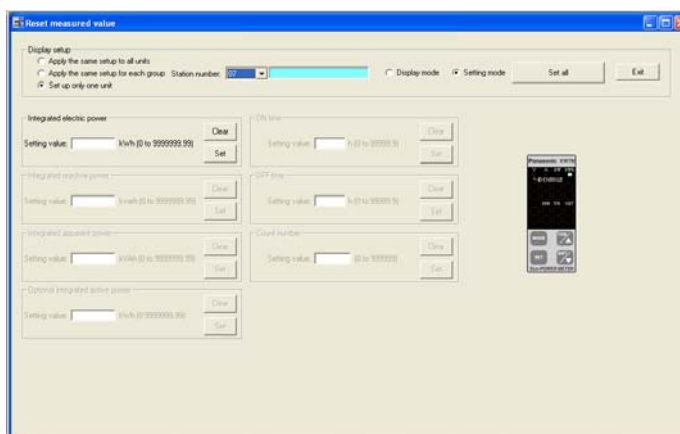 Reset measured value
Display setup
Apply the same setup to all units
Apply the same setup for each group Station number: 07 Display mode Setting mode Set all Exit
Set up only one unit
Integrated electric power
Clear
Setting value: kWh (0 to 9999999.99)
Set
ON time
Clear
Setting value: h (0 to 99999.9)
Set
Integrated reactive power
Clear
Setting value: kvarh (0 to 9999999.99)
Set
OFF time
Clear
Setting value: h (0 to 99999.9)
Set
Integrated apparent power
Clear
Setting value: kVAh (0 to 9999999.99)
Set
Count number
Clear
Setting value: (0 to 999999)
Set
Optional integrated active power
Clear
Setting value: kWh (0 9999999.99)
Set
Panasonic
MODE
SET
Eco-POWER METER